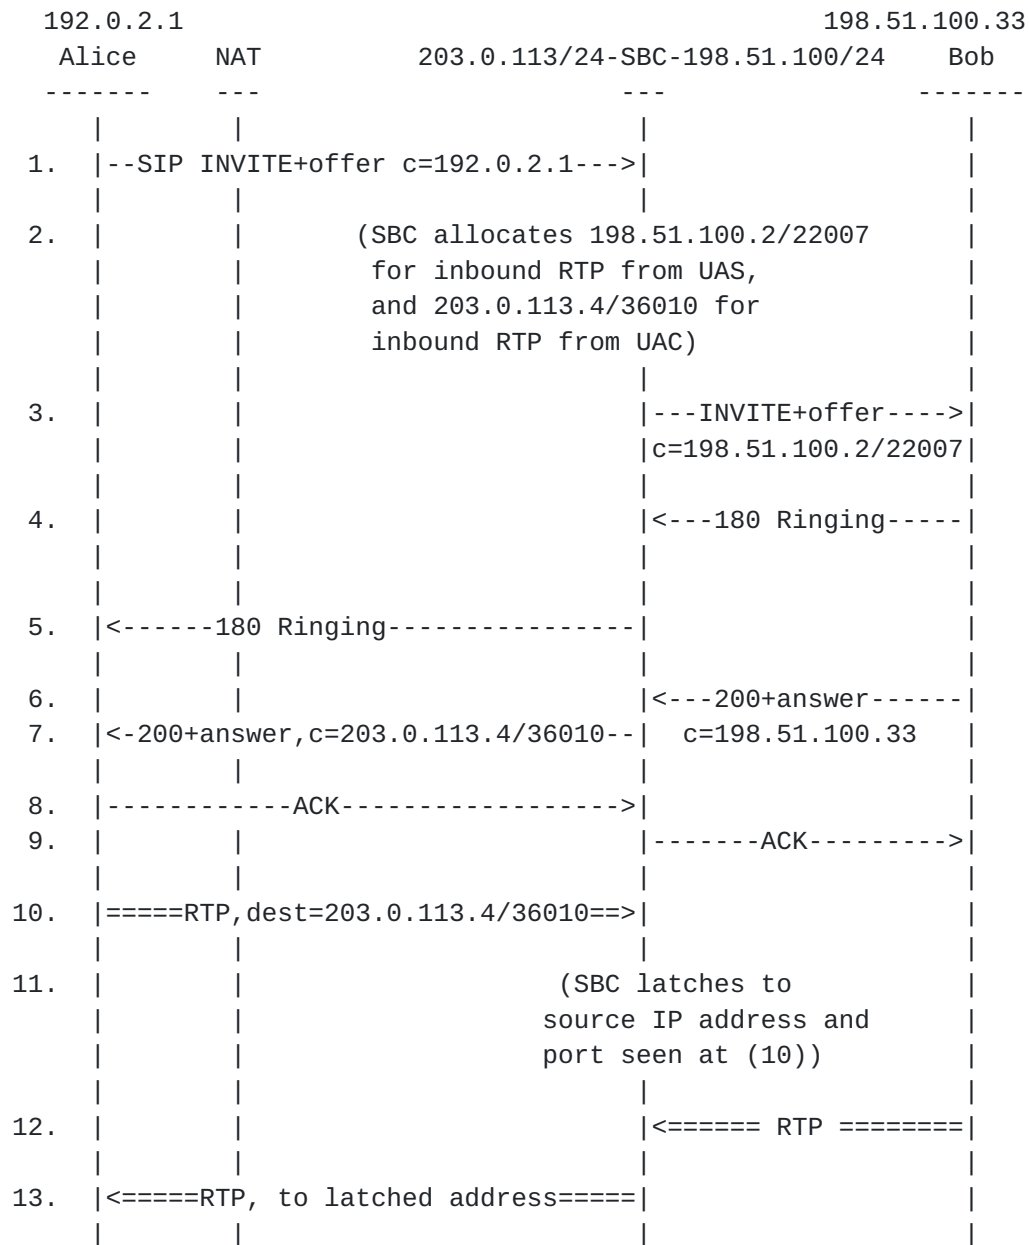 192.0.2.1                                         198.51.100.33
 Alice     NAT          203.0.113/24-SBC-198.51.100/24    Bob
-------    ---                       ---                -------
   |        |                         |                    |
1.  |--SIP INVITE+offer c=192.0.2.1--->|                    |
   |        |                         |                    |
2.  |        |       (SBC allocates 198.51.100.2/22007      |
   |        |        for inbound RTP from UAS,             |
   |        |        and 203.0.113.4/36010 for             |
   |        |        inbound RTP from UAC)                 |
   |        |                         |                    |
3.  |        |                         |---INVITE+offer---->|
   |        |                         |c=198.51.100.2/22007|
   |        |                         |                    |
4.  |        |                         |<---180 Ringing-----|
   |        |                         |                    |
   |        |                         |                    |
5.  |<------180 Ringing----------------|                    |
   |        |                         |                    |
6.  |        |                         |<---200+answer------|
7.  |<-200+answer,c=203.0.113.4/36010--|  c=198.51.100.33   |
   |        |                         |                    |
8.  |------------ACK------------------>|                    |
9.  |        |                         |-------ACK--------->|
   |        |                         |                    |
10.  |=====RTP,dest=203.0.113.4/36010==>|                    |
   |        |                         |                    |
11.  |        |                    (SBC latches to           |
   |        |                   source IP address and      |
   |        |                   port seen at (10))         |
   |        |                         |                    |
12.  |        |                         |<====== RTP ========|
   |        |                         |                    |
13.  |<=====RTP, to latched address=====|                    |
   |        |                         |                    |